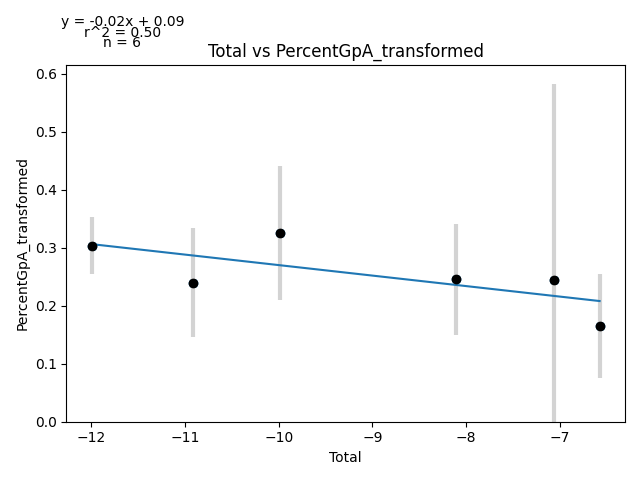 y = -0.02x + 0.09
r^2 = 0.50
n = 6
Total vs PercentGpA_transformed
PercentGpA_transformed
0.6
0.5
0.4
0.3
0.2
0.1
0.0
−12
−11
−10
−9
−8
−7
Total